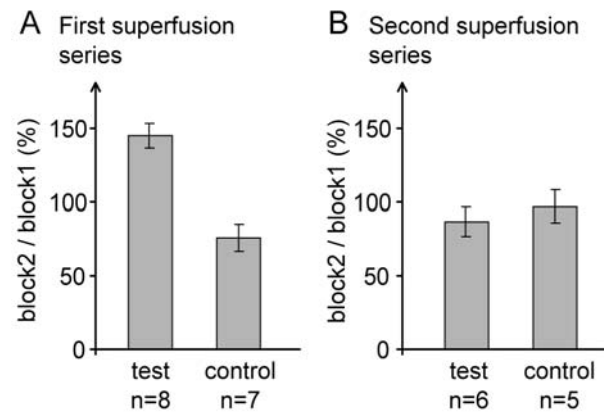 A First superfusion
series
block2 / block1 (%)
150
100
50
0
test control
n=8 n=7
B Second superfusion
series
block2 / block1 (%)
150
100
50
0
test control
n=6 n=5